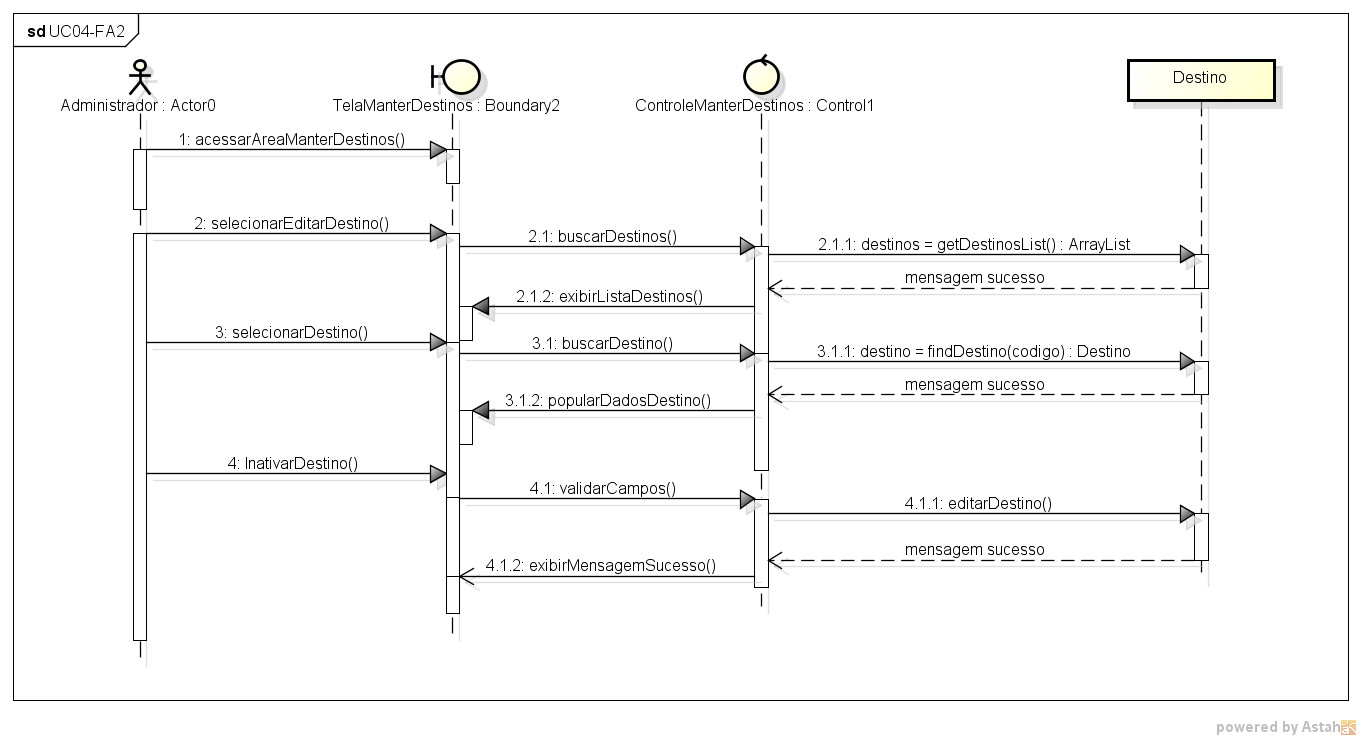 sd UC04-FA2
Administrador : Actor0
TelaManterDestinos : Boundary2
ControleManterDestinos : Control1
Destino
1: acessarAreaManterDestinos()
2: selecionarEditarDestino()
2.1: buscarDestinos()
2.1.1: destinos = getDestinosList() : ArrayList
mensagem sucesso
2.1.2: exibirListaDestinos()
3: selecionarDestino()
3.1: buscarDestino()
3.1.1: destino = findDestino(codigo) : Destino
mensagem sucesso
3.1.2: popularDadosDestino()
4: InativarDestino()
4.1: validarCampos()
4.1.1: editarDestino()
mensagem sucesso
4.1.2: exibirMensagemSucesso()
powered by Astah